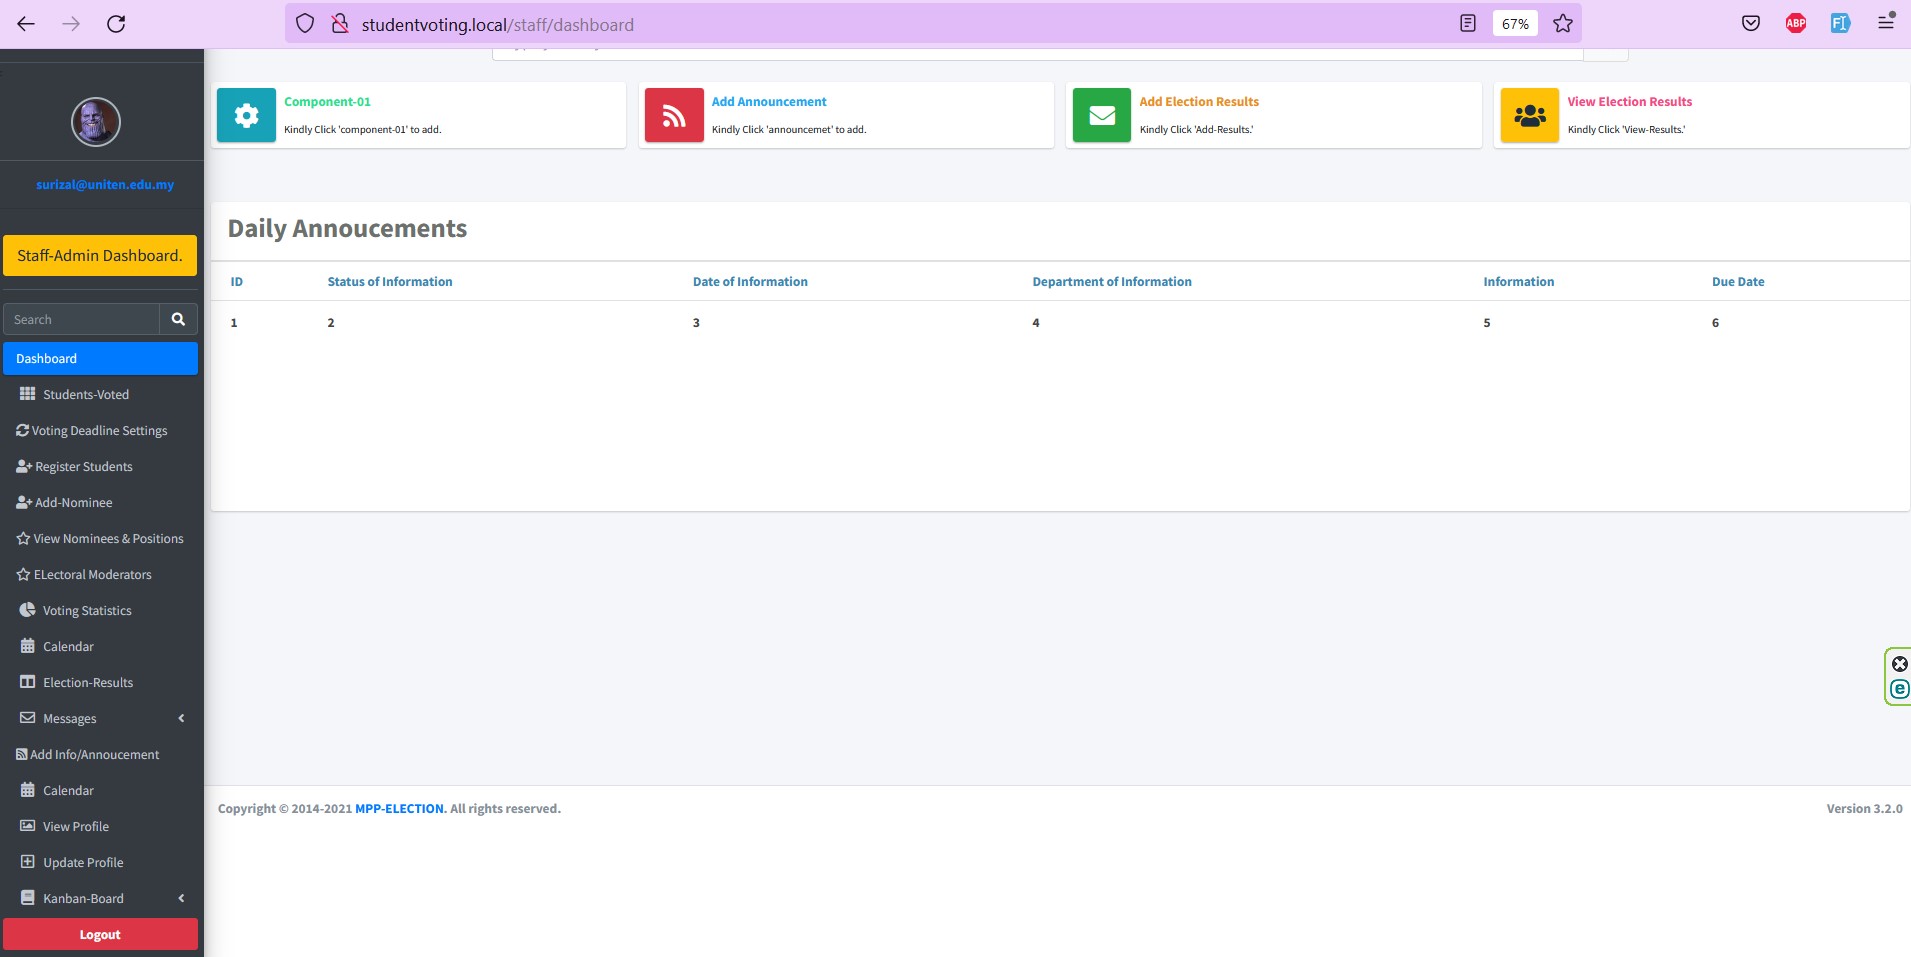 studentvoting.local/staff/dashboard
67%
ABP
surizal@uniten.edu.my
Staff-Admin Dashboard.
Search
Dashboard
Students-Voted
Voting Deadline Settings
Register Students
Add-Nominee
View Nominees & Positions
ELectoral Moderators
Voting Statistics
Calendar
Election-Results
Messages
Add Info/Annoucement
Calendar
View Profile
Update Profile
Kanban-Board
Logout
Component-01
Kindly Click 'component-01' to add.
Add Announcement
Kindly Click 'announcemet' to add.
Add Election Results
Kindly Click 'Add-Results.'
View Election Results
Kindly Click 'View-Results.'
Daily Annoucements
ID Status of Information Date of Information Department of Information Information Due Date
1 2 3 4 5 6
Copyright © 2014-2021 MPP-ELECTION. All rights reserved.
Version 3.2.0